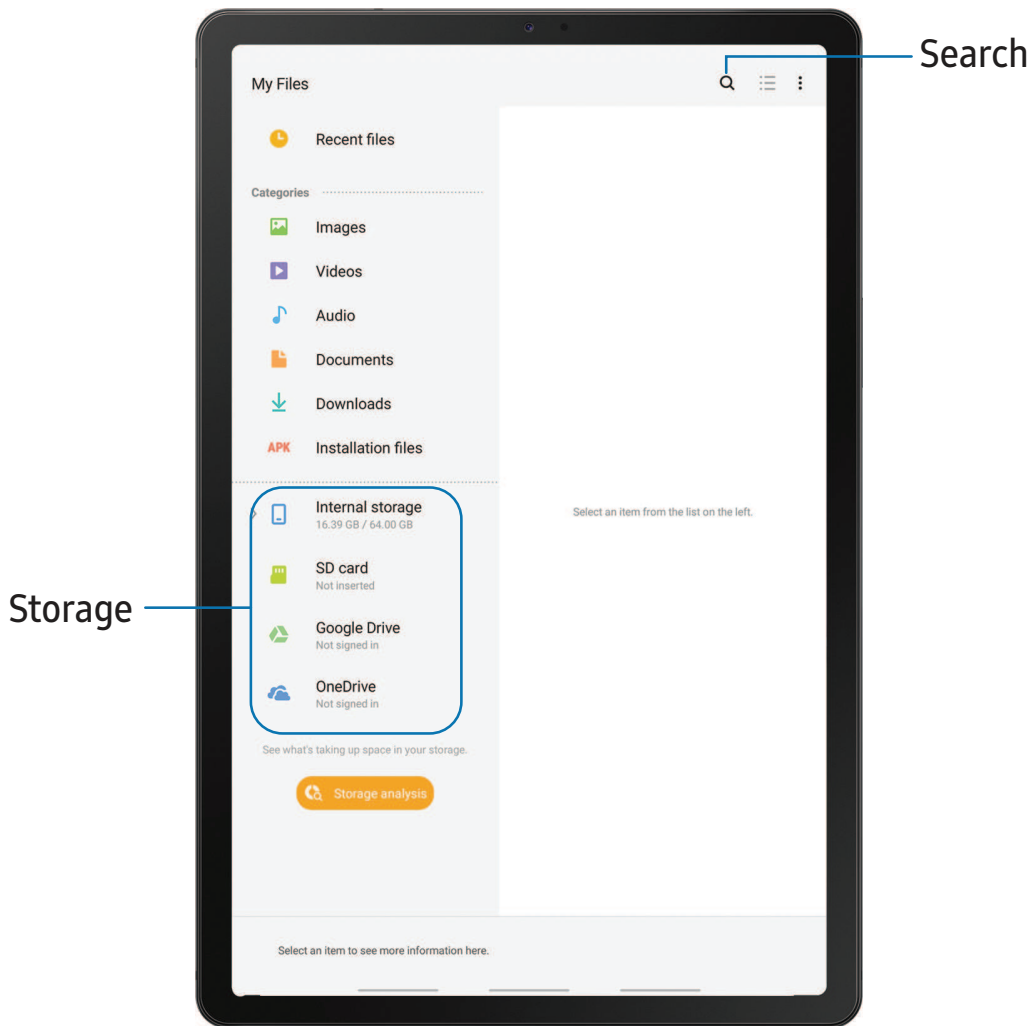 Search
My Files
Recent files
Categories
Images
Videos
Audio
Documents
Downloads
APK Installation files
Internal storage
16.39 GB / 64.00 GB
Select an item from the list on the left.
SD card
Not inserted
Storage
Google Drive
Not signed in
OneDrive
Not signed in
See what's taking up space in your storage.
Storage analysis
Select an item to see more information here.